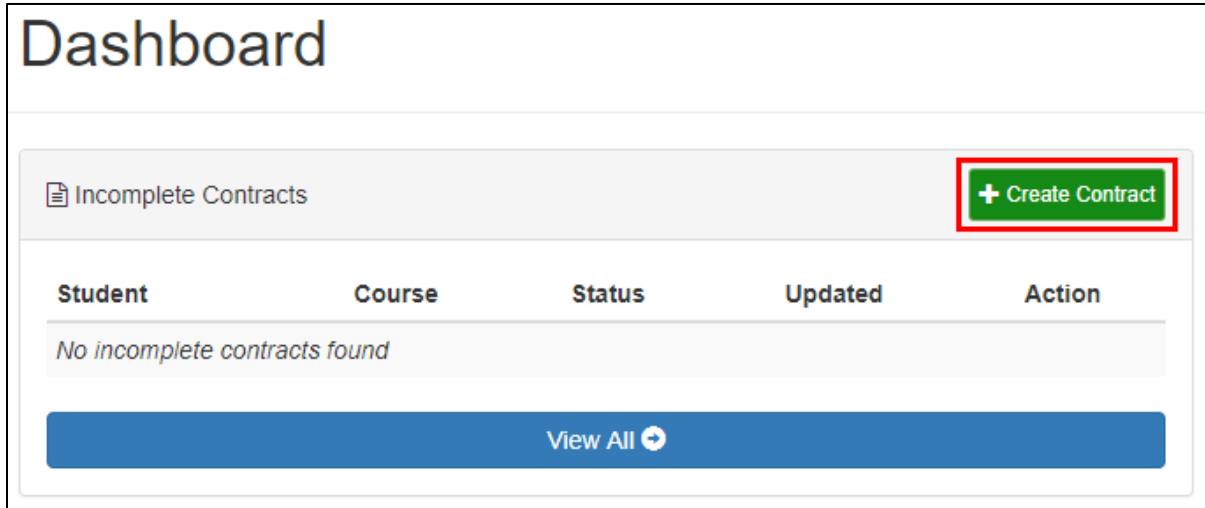 Dashboard
Incomplete Contracts
Create Contract
Student Course Status Updated Action
No incomplete contracts found
View All